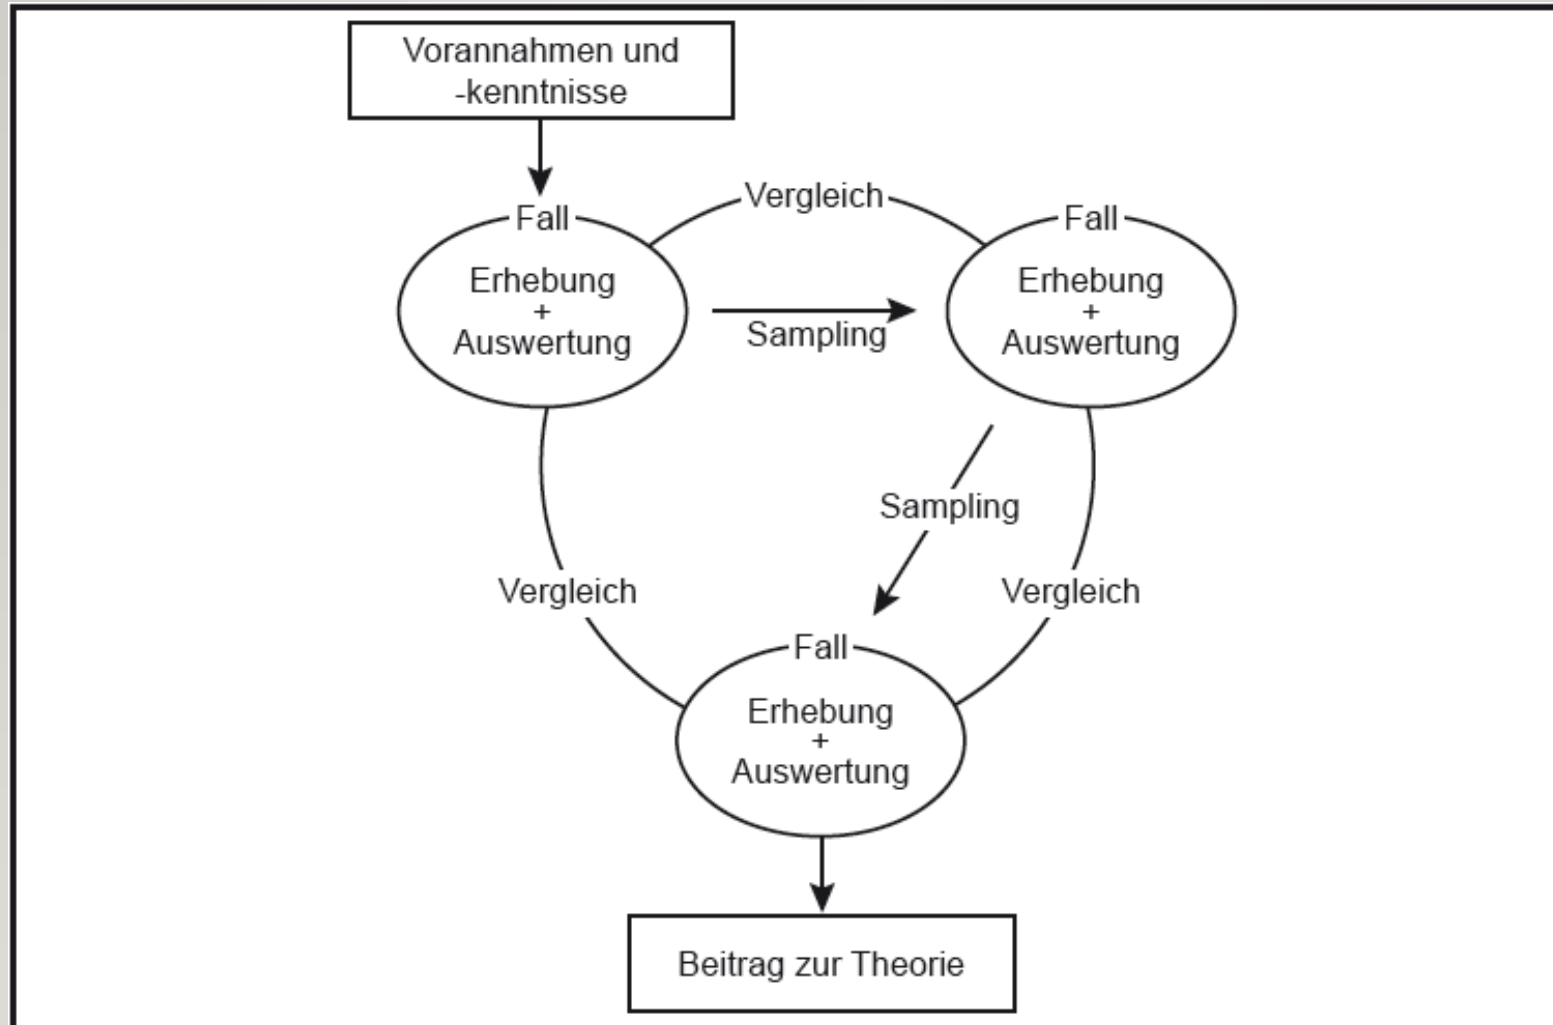 Vorannahmen und
-kenntnisse
Vergleich
Fall
Erhebung
+
Auswertung
Sampling
Fall
Erhebung
+
Auswertung
Sampling
Vergleich
Vergleich
Fall
Erhebung
+
Auswertung
Beitrag zur Theorie